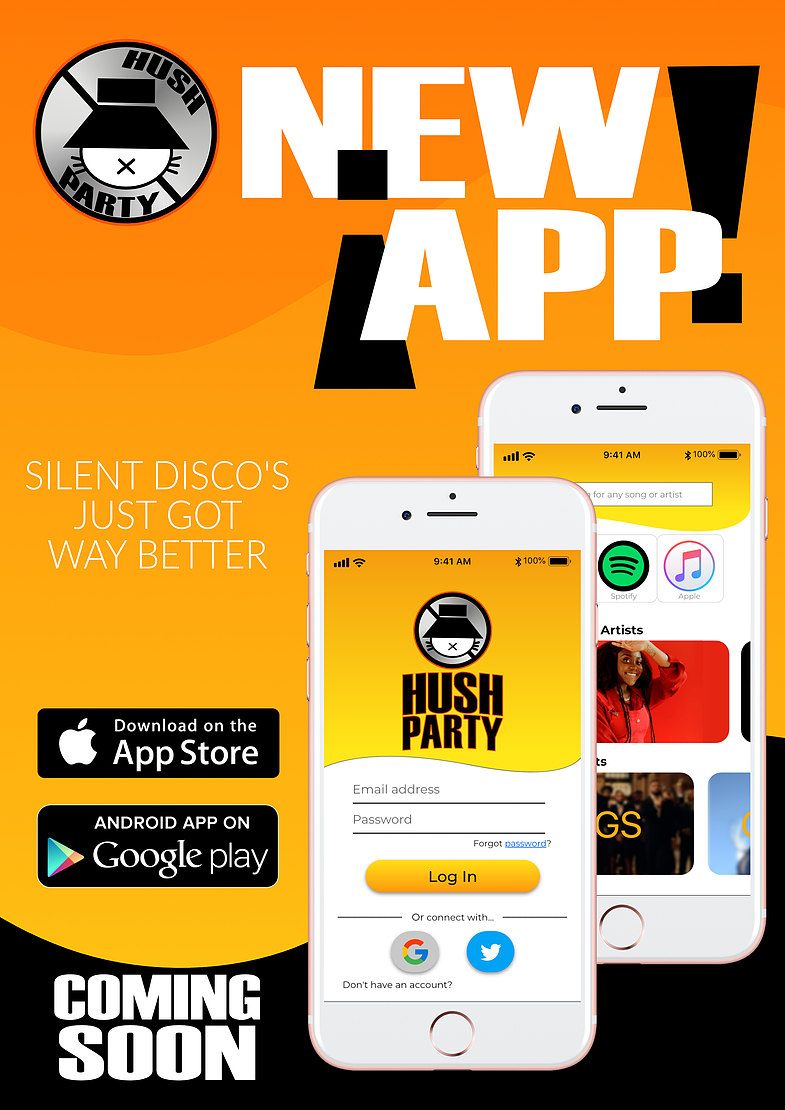 HUSH
PARTY
NEW
¡APP!
SILENT DISCO'S
JUST GOT
WAY BETTER
Download on the
App Store
ANDROID APP ON
Google play
COMING
SOON
9:41 AM
100%
HUSH
PARTY
Email address
Password
Forgot password?
Log In
Or connect with...
G
Don't have an account?
9:41 AM
100%
for any song or artist
Spotify
Apple
Artists
ts
GS